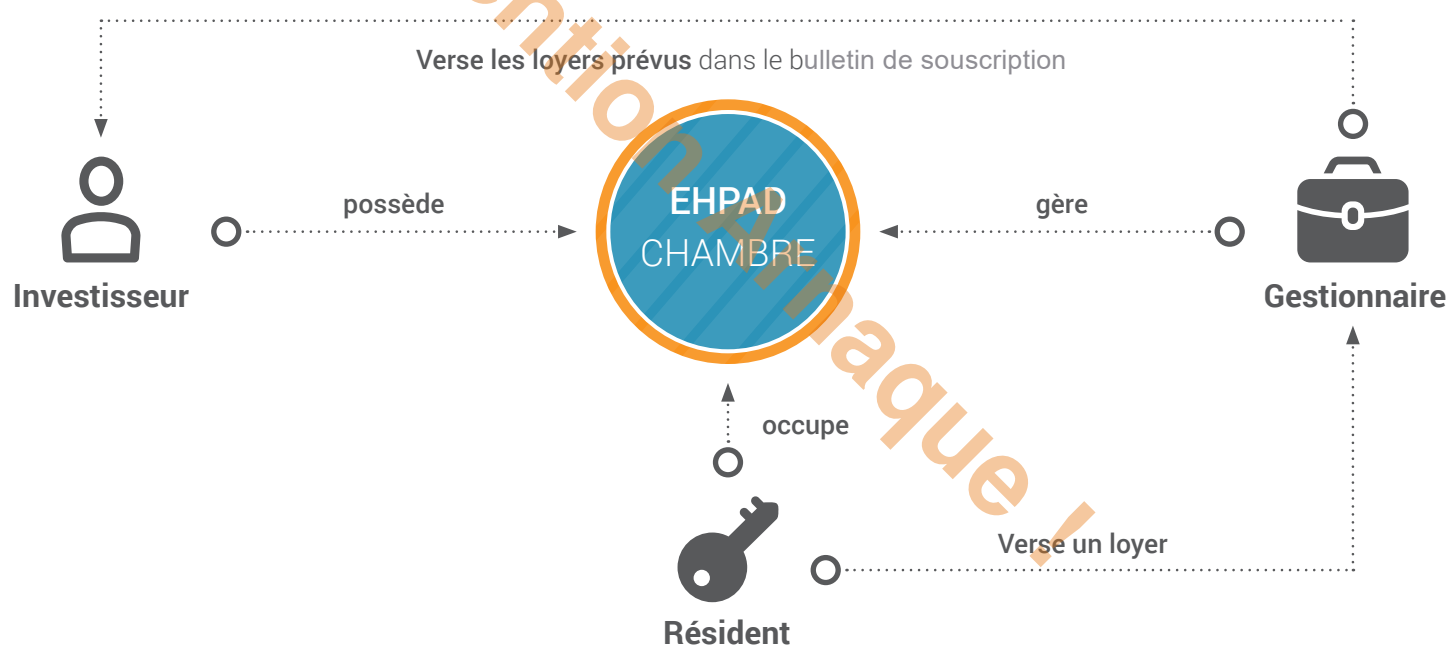 Verse les loyers prévus dans le bulletin de souscription
possède
EHPAD
CHAMBRE
gère
Investisseur
Gestionnaire
occupe
Verse un loyer
Résident
ntion Arnaque !